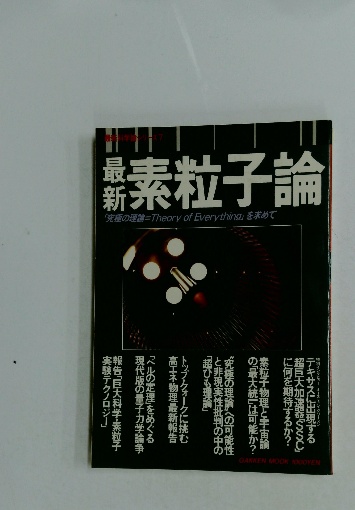 最新 素粒子論
「究極の理論=Theory of Everything」を求めて
テキサスに出現する
超巨大加速器〈SSC〉
に何を期待するか?
素粒子物理と宇宙論
の「最大統一」は可能か?
"究極の理論"への可能性
と非現実性批判の中の
「超ひも理論」
トップ・クォークに挑む
高エネ物理最新報告
「ベルの定理」をめぐる
現代版の量子力学論争
報告「巨大科学=素粒子
実験テクノロジー」
GAKKEN MOOK